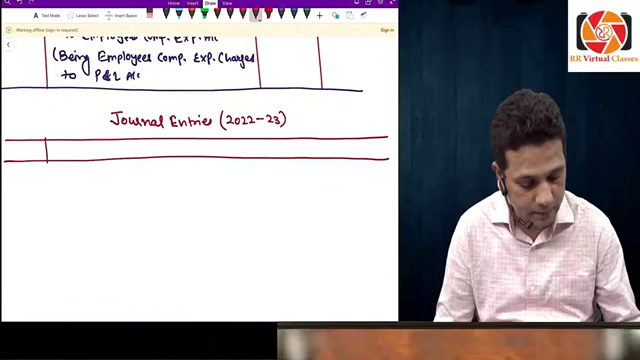 Home Insert Draw View
Text Mode Lasso Select Insert Space
Working offline (sign in required) Sign in
to Employees Comp. Exp. A/c
(Being Employees Comp. Exp. Charged
to P&L A/c
Journal Entries (2022-23)
RR Virtual Classes